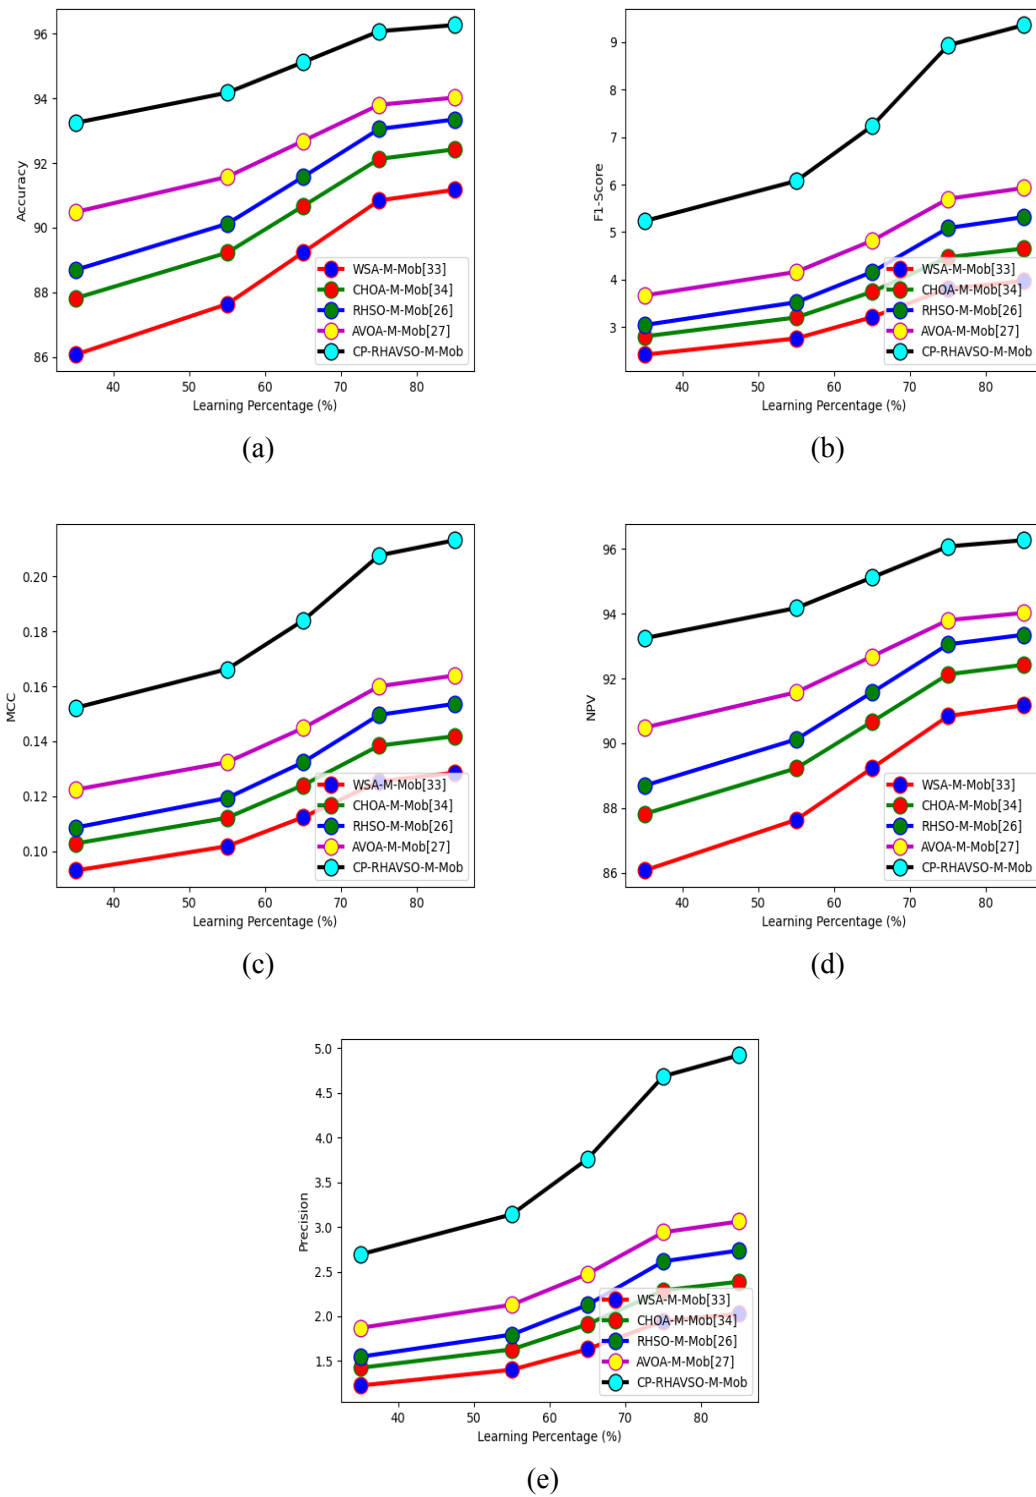 96
94
92
90
88
86
Accuracy
40 50 60 70 80
Learning Percentage (%)
WSA-M-Mob[33]
CHOA-M-Mob[34]
RHSO-M-Mob[26]
AVOA-M-Mob[27]
CP-RHAVSO-M-Mob
(a)
9
8
7
6
5
4
3
F1-Score
40 50 60 70 80
Learning Percentage (%)
WSA-M-Mob[33]
CHOA-M-Mob[34]
RHSO-M-Mob[26]
AVOA-M-Mob[27]
CP-RHAVSO-M-Mob
(b)
0.20
0.18
0.16
0.14
0.12
0.10
MCC
40 50 60 70 80
Learning Percentage (%)
WSA-M-Mob[33]
CHOA-M-Mob[34]
RHSO-M-Mob[26]
AVOA-M-Mob[27]
CP-RHAVSO-M-Mob
(c)
96
94
92
90
88
86
NPV
40 50 60 70 80
Learning Percentage (%)
WSA-M-Mob[33]
CHOA-M-Mob[34]
RHSO-M-Mob[26]
AVOA-M-Mob[27]
CP-RHAVSO-M-Mob
(d)
5.0
4.5
4.0
3.5
3.0
2.5
2.0
1.5
Precision
40 50 60 70 80
Learning Percentage (%)
WSA-M-Mob[33]
CHOA-M-Mob[34]
RHSO-M-Mob[26]
AVOA-M-Mob[27]
CP-RHAVSO-M-Mob
(e)